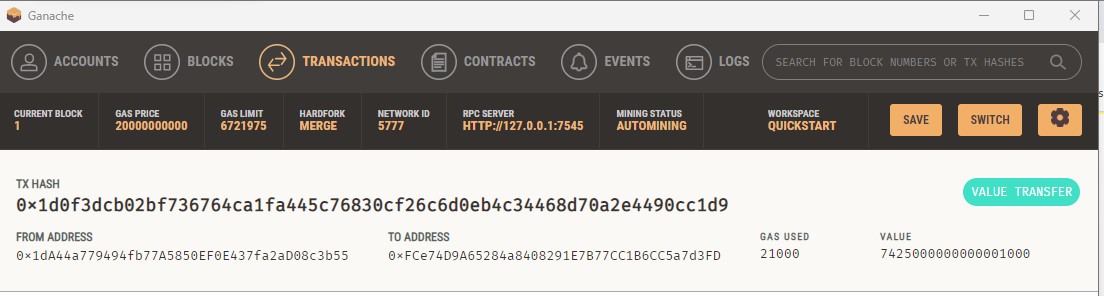 Ganache
ACCOUNTS BLOCKS TRANSACTIONS CONTRACTS EVENTS LOGS SEARCH FOR BLOCK NUMBERS OR TX HASHES
CURRENT BLOCK GAS PRICE GAS LIMIT HARDFORK NETWORK ID RPC SERVER MINING STATUS WORKSPACE
1 20000000000 6721975 MERGE 5777 HTTP://127.0.0.1:7545 AUTOMINING QUICKSTART
SAVE SWITCH
TX HASH
0×1d0f3dcb02bf736764ca1fa445c76830cf26c6d0eb4c34468d70a2e4490cc1d9
VALUE TRANSFER
FROM ADDRESS TO ADDRESS GAS USED VALUE
0×1dA44a779494fb77A5850EF0E437fa2aD08c3b55 0×FCe74D9A65284a8408291E7B77CC1B6CC5a7d3FD 21000 7425000000000001000